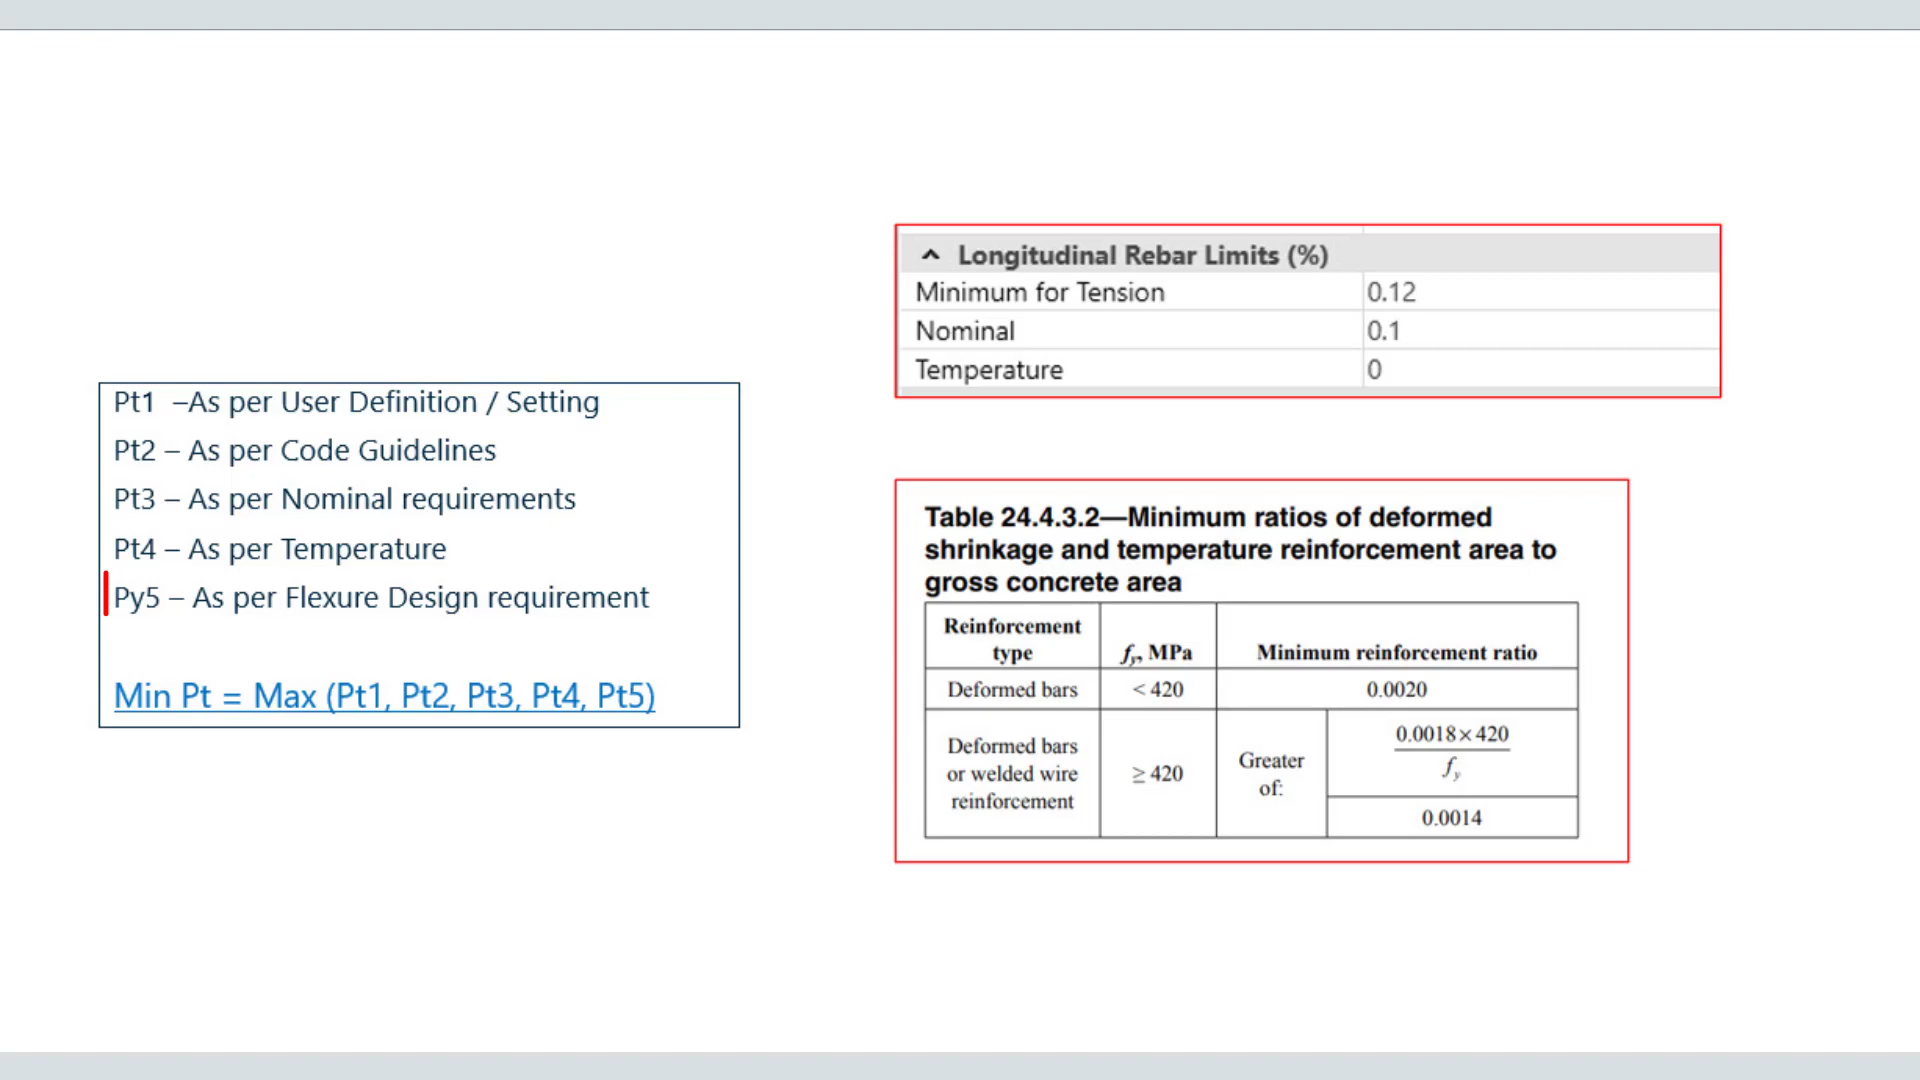 Pt1 –As per User Definition / Setting
Pt2 – As per Code Guidelines
Pt3 – As per Nominal requirements
Pt4 – As per Temperature
Py5 – As per Flexure Design requirement
Min Pt = Max (Pt1, Pt2, Pt3, Pt4, Pt5)
Longitudinal Rebar Limits (%)
Minimum for Tension 0.12
Nominal 0.1
Temperature 0
Table 24.4.3.2—Minimum ratios of deformed
shrinkage and temperature reinforcement area to
gross concrete area
Reinforcement
type
fy, MPa
Minimum reinforcement ratio
Deformed bars
< 420
0.0020
Deformed bars
or welded wire
reinforcement
≥ 420
Greater
of:
0.0018 × 420
fy
0.0014